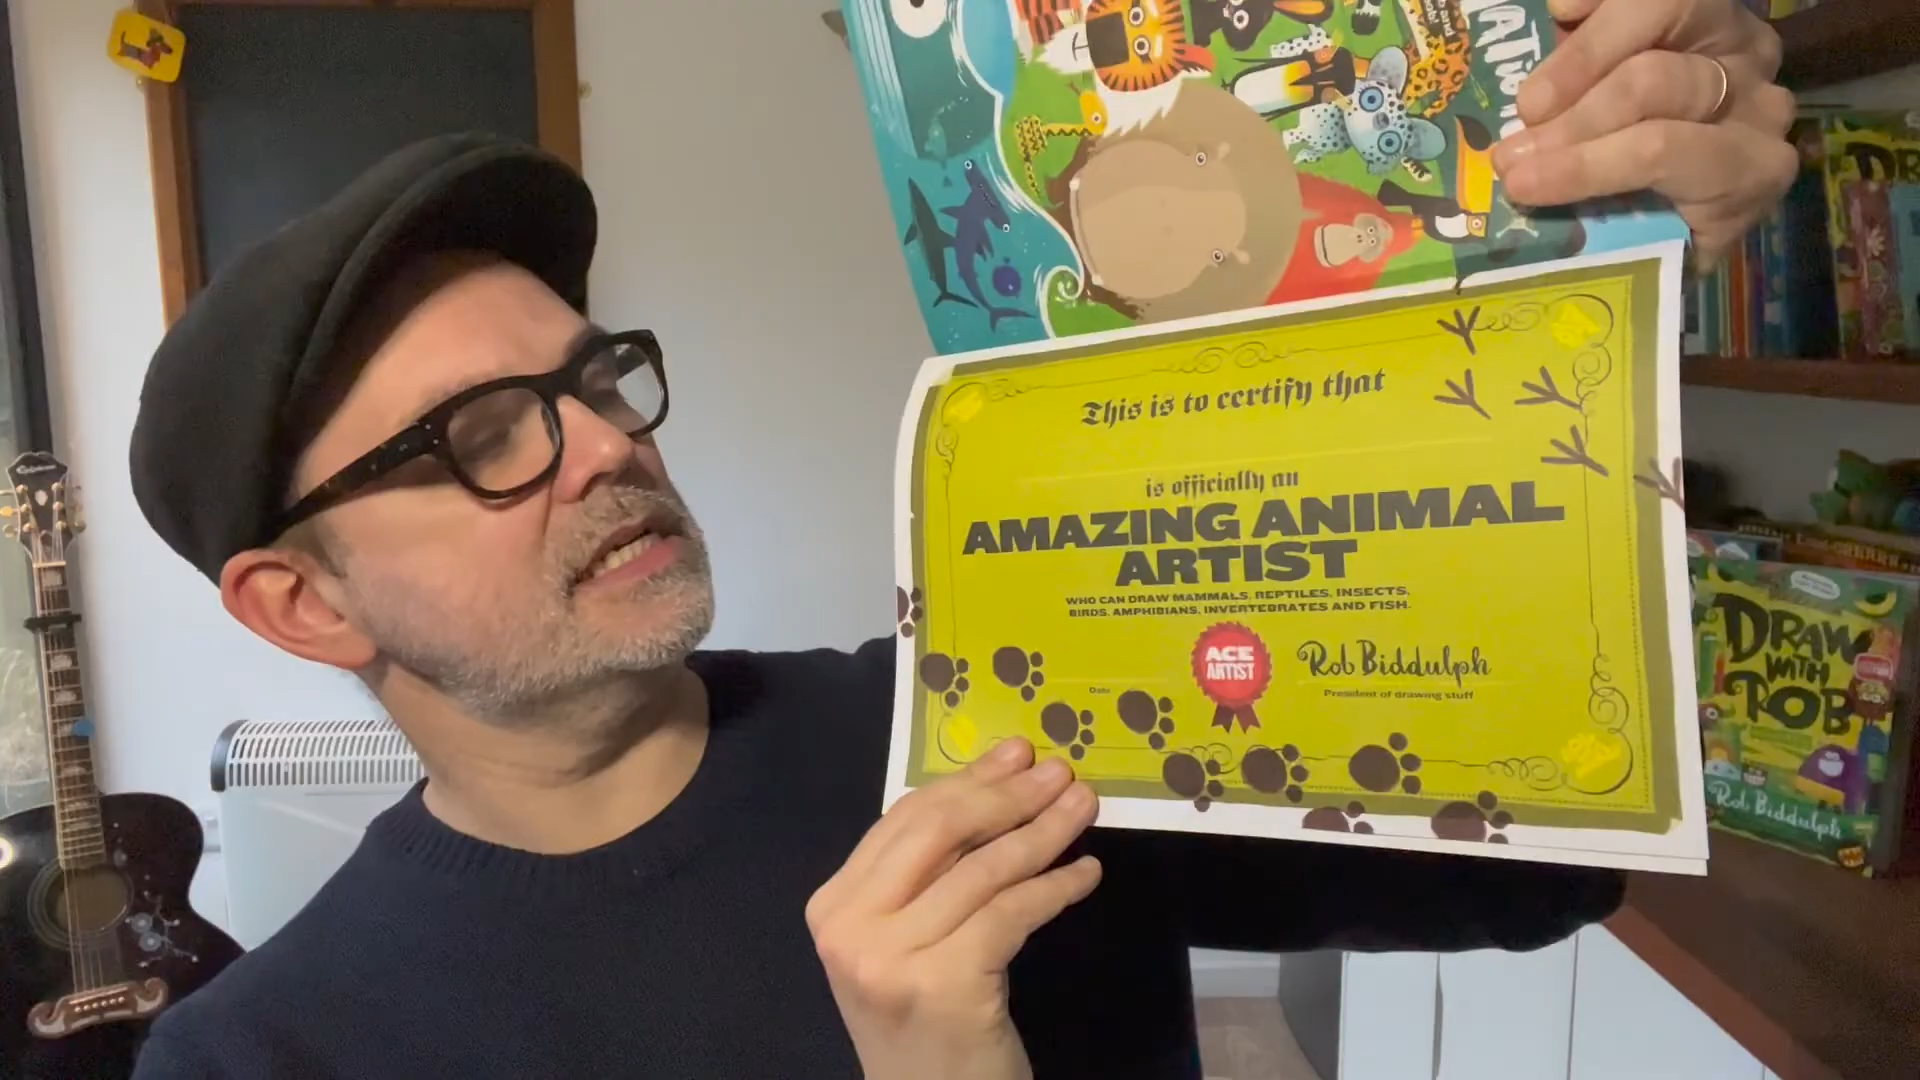 This is to certify that
is officially an
AMAZING ANIMAL
ARTIST
WHO CAN DRAW MAMMALS, REPTILES, INSECTS,
BIRDS, AMPHIBIANS, INVERTEBRATES AND FISH.
ACE
ARTIST
Rob Biddulph
Date
President of drawing stuff
DRAW
WITH
ROB
Rob Biddulph
Epiphone